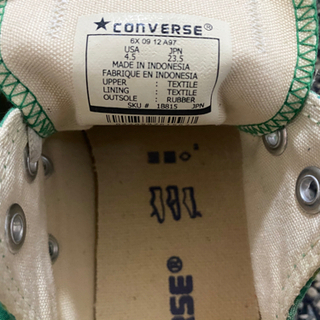 ★CONVERSE®
6X 09 12 A97
USA JPN
4.5 23.5
MADE IN INDONESIA
FABRIQUE EN INDONESIA
UPPER : TEXTILE
LINING : TEXTILE
OUTSOLE : RUBBER
SKU # 1B815 JPN
RSE®